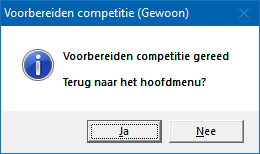 Voorbereiden competitie (Gewoon)
Voorbereiden competitie gereed
Terug naar het hoofdmenu?
Ja
Nee